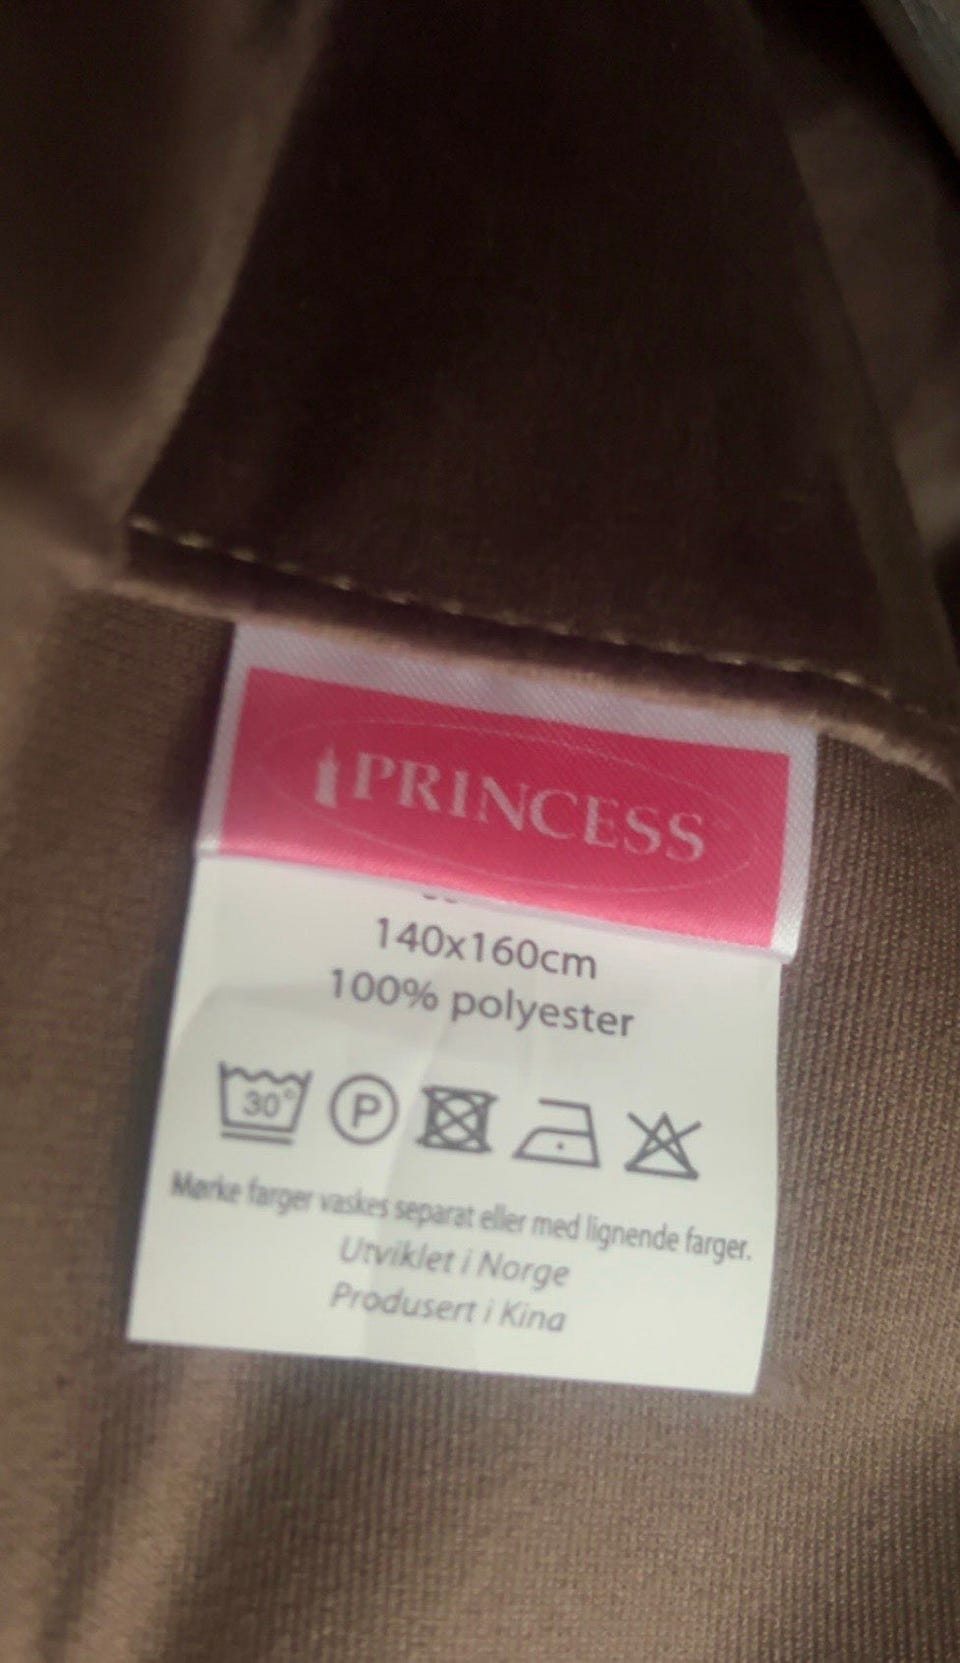 PRINCESS
140x160cm
100% polyester
30°
P
Mørke farger vaskes separat eller med lignende farger.
Utviklet i Norge
Produsert i Kina